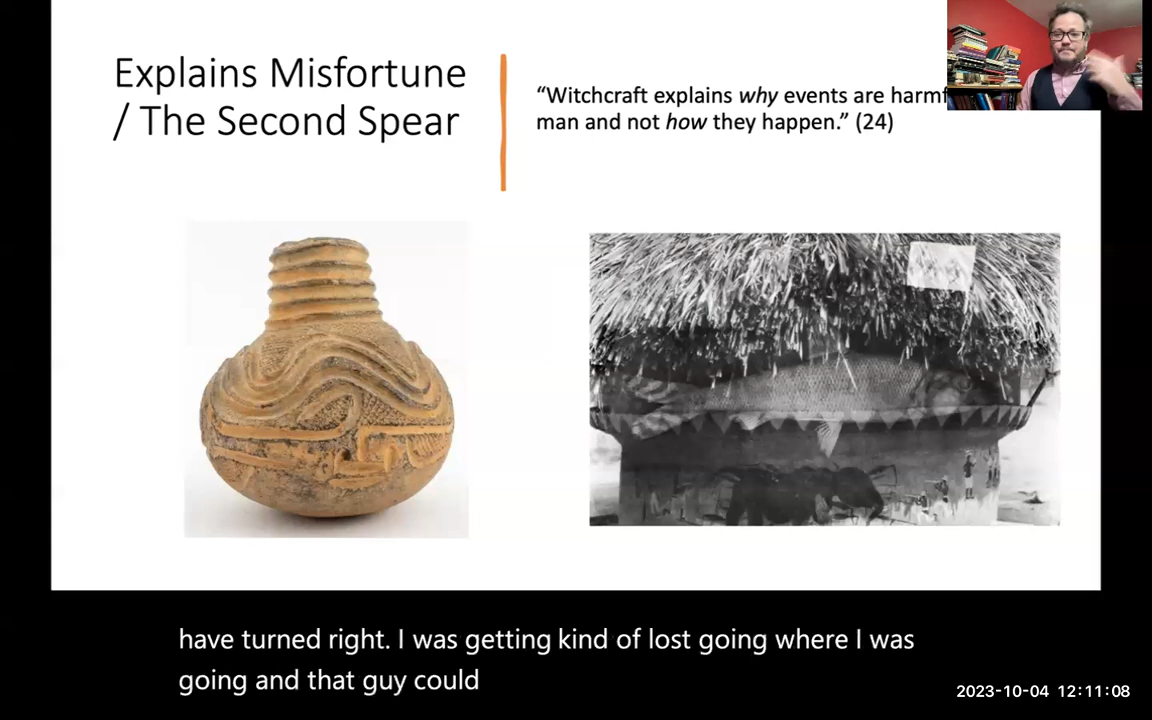 Explains Misfortune
/ The Second Spear
“Witchcraft explains why events are
man and not how they happen.” (24)
have turned right. I was getting kind of lost going where I was
going and that guy could
2023-10-04 12:11:08